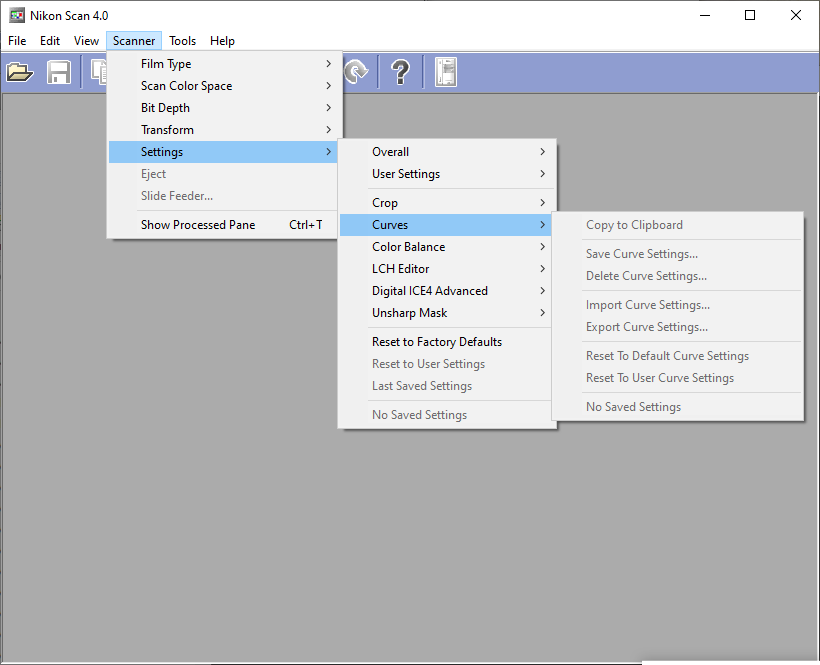 Nikon Scan 4.0
File Edit View Scanner Tools Help
Film Type
Scan Color Space
Bit Depth
Transform
Settings
Eject
Slide Feeder...
Show Processed Pane Ctrl+T
Overall
User Settings
Crop
Curves
Color Balance
LCH Editor
Digital ICE4 Advanced
Unsharp Mask
Reset to Factory Defaults
Reset to User Settings
Last Saved Settings
No Saved Settings
Copy to Clipboard
Save Curve Settings...
Delete Curve Settings...
Import Curve Settings...
Export Curve Settings...
Reset To Default Curve Settings
Reset To User Curve Settings
No Saved Settings